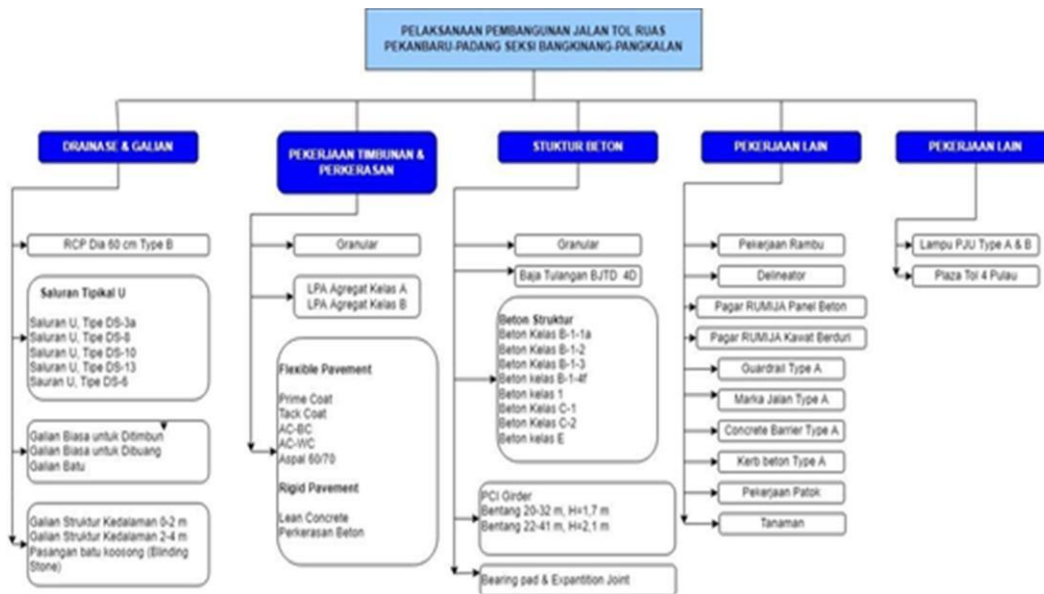 PELAKSANAAN PEMBANGUNAN JALAN TOL RUAS
PEKANBARU-PADANG SEKSI BANGKINANG-PANGKALAN
DRAINASE & GALIAN
RCP Dia 60 cm Type B
Saluran Tipikal U
Saluran U, Tipe DS-3a
Saluran U, Tipe DS-8
Saluran U, Tipe DS-10
Saluran U, Tipe DS-13
Sauran U, Tipe DS-6
Galian Biasa untuk Ditimbun
Galian Biasa untuk Dibuang
Galian Batu
Galian Struktur Kedalaman 0-2 m
Galian Struktur Kedalaman 2-4 m
Pasangan batu koosong (Blinding
Stone)
PEKERJAAN TIMBUNAN &
PERKERASAN
Granular
LPA Agregat Kelas A
LPA Agregat Kelas B
Flexible Pavement
Prime Coat
Tack Coat
AC-BC
AC-WC
Aspal 60/70
Rigid Pavement
Lean Concrete
Perkerasan Beton
STUKTUR BETON
Granular
Baja Tulangan BJTD 4D
Beton Struktur
Beton Kelas B-1-1a
Beton Kelas B-1-2
Beton Kelas B-1-3
Beton kelas B-1-4f
Beton kelas 1
Beton Kelas C-1
Beton Kelas C-2
Beton kelas E
PCI Girder
Bentang 20-32 m, H=1,7 m
Bentang 22-41 m, H=2,1 m
Bearing pad & Expantition Joint
PEKERJAAN LAIN
Pekerjaan Rambu
Delineator
Pagar RUMIJA Panel Beton
Pagar RUMIJA Kawat Berduri
Guardrail Type A
Marka Jalan Type A
Concrete Barrier Type A
Kerb beton Type A
Pekerjaan Patok
Tanaman
PEKERJAAN LAIN
Lampu PJU Type A & B
Plaza Tol 4 Pulau